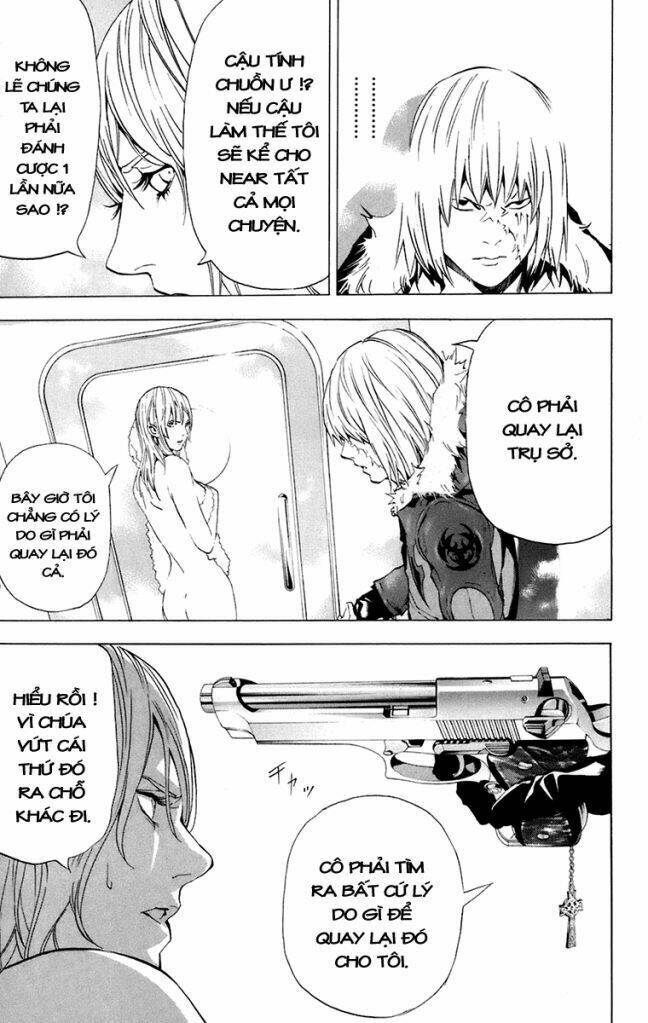 CẬU TÍNH
CHUỒN Ư !?
NẾU CẬU
LÀM THẾ TÔI
SẼ KỂ CHO
NEAR TẤT
CẢ MỌI
CHUYỆN.
KHÔNG
LẼ CHÚNG
TA LẠI
PHẢI
ĐÁNH
CƯỢC 1
LẦN NỮA
SAO !?
CÔ PHẢI
QUAY LẠI
TRỤ SỞ.
BÂY GIỜ TÔI
CHẲNG CÓ LÝ
DO GÌ PHẢI
QUAY LẠI ĐÓ
CẢ.
HIỂU RỒI !
VÌ CHÚA
VỨT CÁI
THỨ ĐÓ
RA CHỖ
KHÁC ĐI.
チャッ
CÔ PHẢI TÌM
RA BẤT CỨ LÝ
DO GÌ ĐỂ
QUAY LẠI ĐÓ
CHO TÔI.